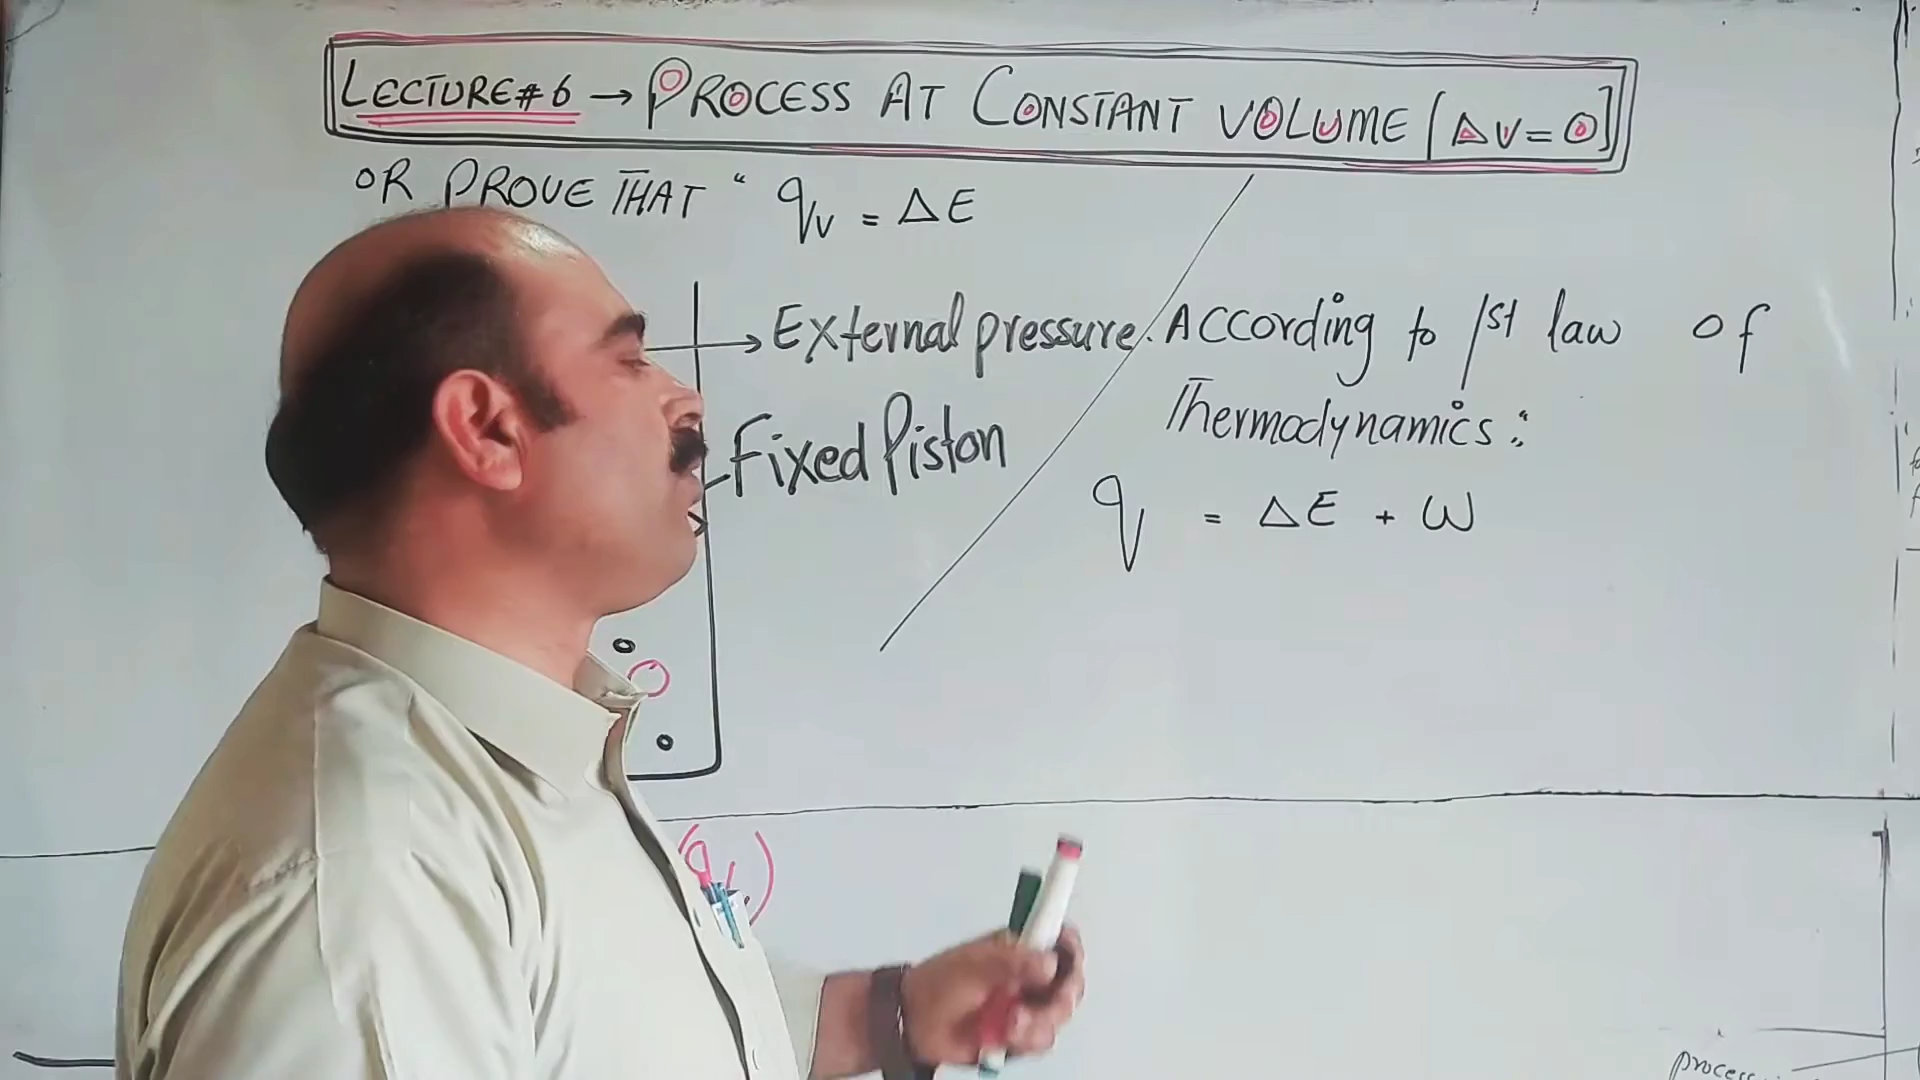 LECTURE#6 → PROCESS AT CONSTANT VOLUME [ΔV=0]
OR PROVE THAT " qv = ΔE
→ External pressure.
Fixed Piston
According to 1st law of
Thermodynamics:
q = ΔE + W
process